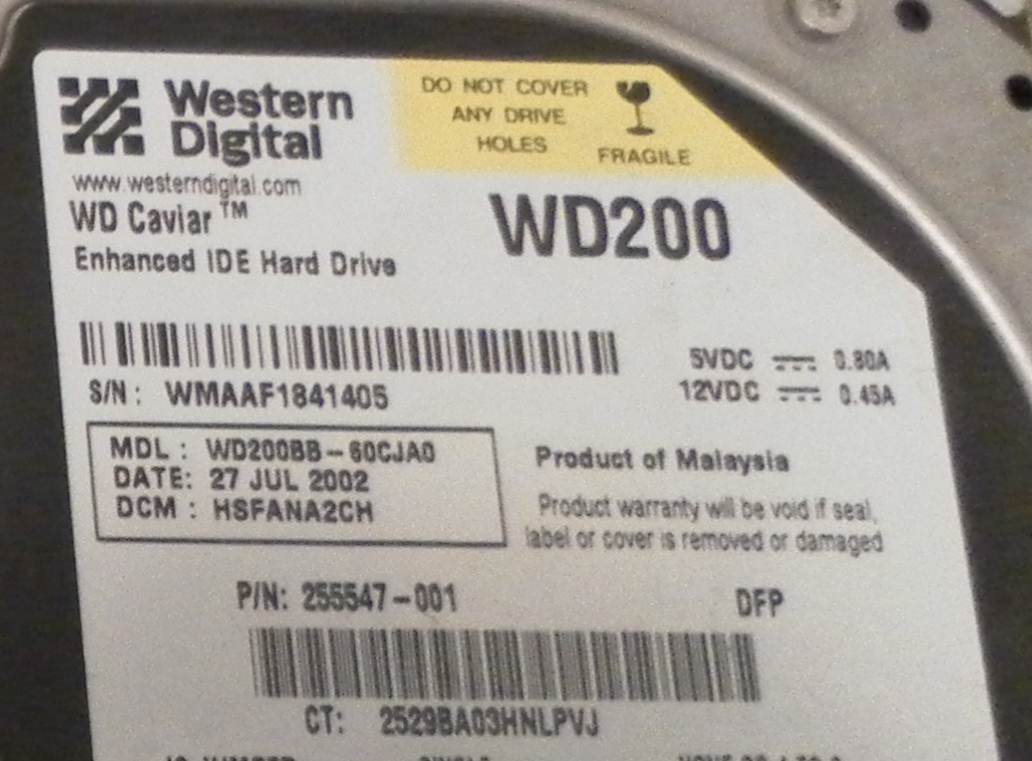 Western
Digital
DO NOT COVER
ANY DRIVE
HOLES
FRAGILE
www.westerndigital.com
WD Caviar™
Enhanced IDE Hard Drive
WD200
S/N: WMAAF1841405
5VDC ⎓ 0.80A
12VDC ⎓ 0.45A
MDL: WD200BB-60CJA0
DATE: 27 JUL 2002
DCM: HSFANA2CH
Product of Malaysia
Product warranty will be void if seal,
label or cover is removed or damaged
P/N: 255547-001
DFP
CT: 2529BA03HNLPVJ